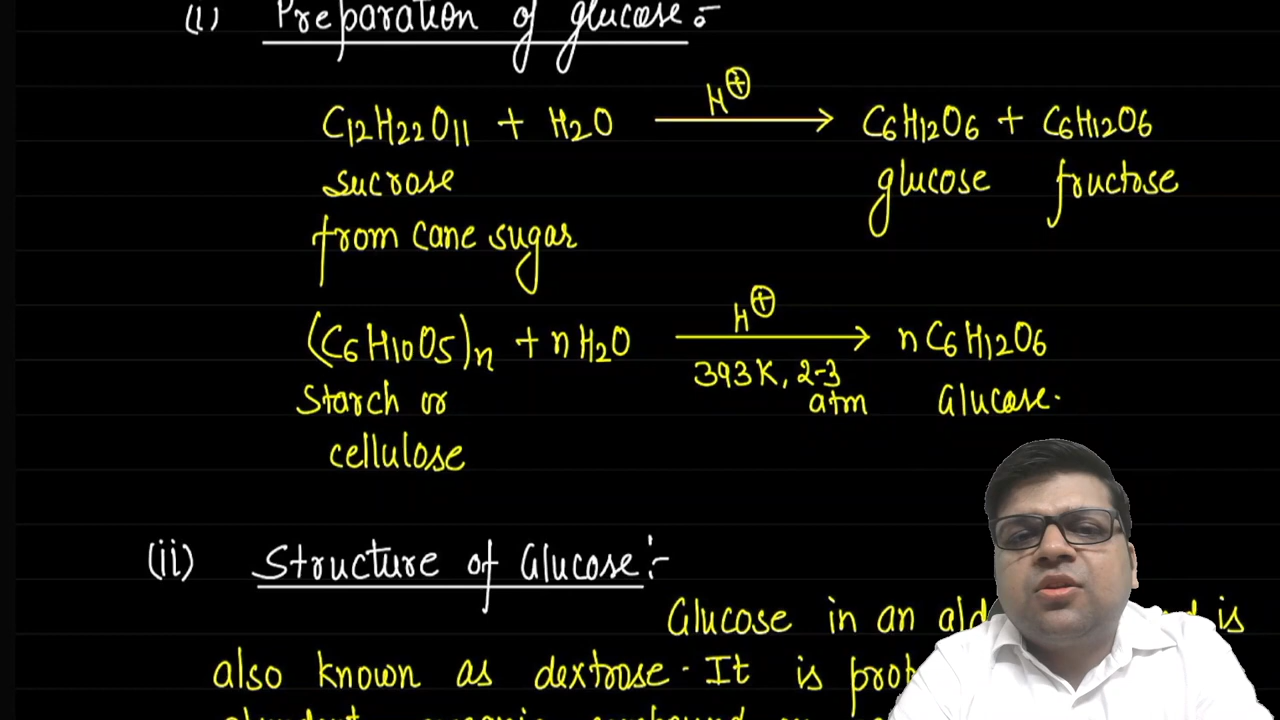 (i) Preparation of glucose:-
C12H22O11 + H2O H⊕ → C6H12O6 + C6H12O6
sucrose glucose fructose
from cane sugar
(C6H10O5)n + nH2O H⊕ → nC6H12O6
393K, 2-3
atm
Starch or Glucose.
cellulose
(ii) Structure of Glucose:-
Glucose in an is
also known as dextrose. It is